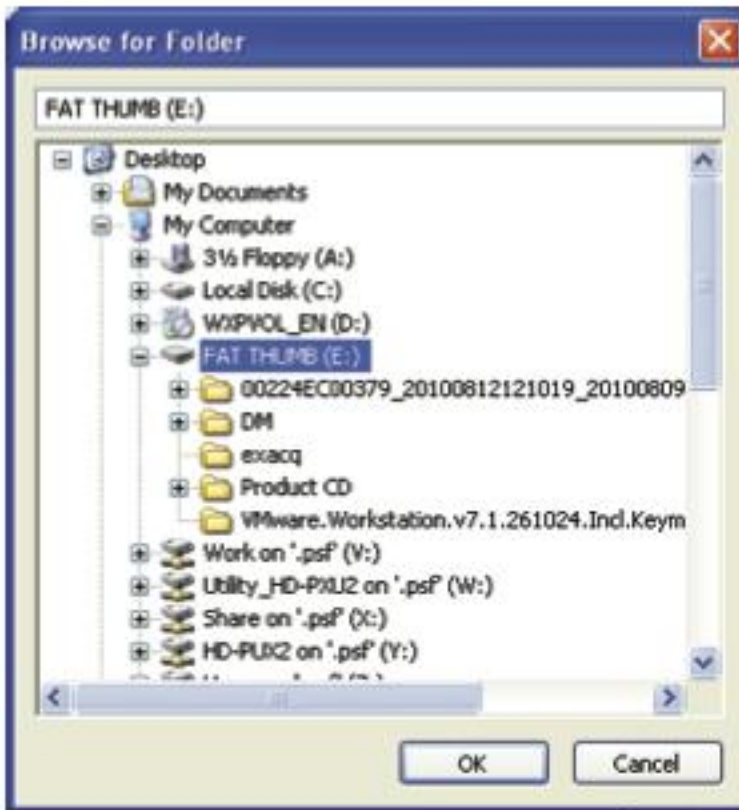 Browse for Folder
FAT THUMB (E:)
Desktop
My Documents
My Computer
3½ Floppy (A:)
Local Disk (C:)
WXPVOL_EN (D:)
FAT THUMB (E:)
00224EC00379_20100812121019_20100809
DM
exacq
Product CD
VMware.Workstation.v7.1.261024.Incl.Keym
Work on '.psf' (V:)
Utility_HD-PXU2 on '.psf' (W:)
Share on '.psf' (X:)
HD-PUX2 on '.psf' (Y:)
OK
Cancel